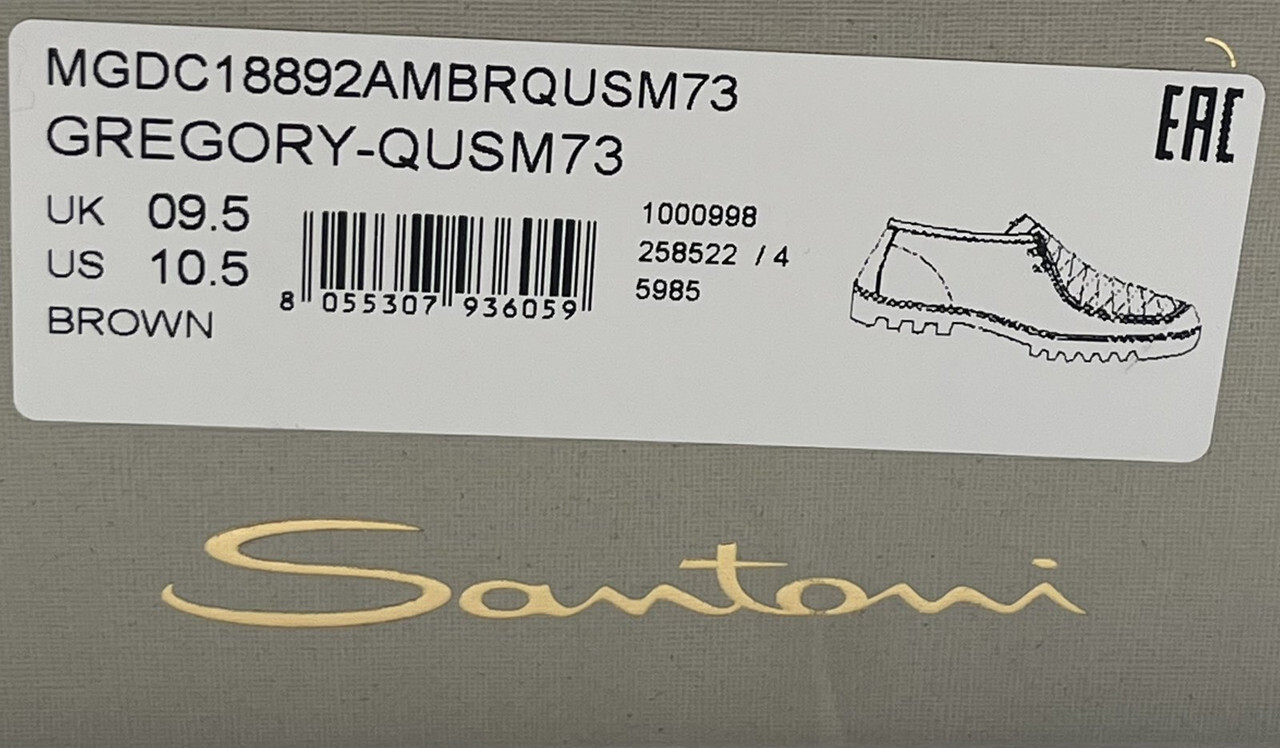 MGDC18892AMBRQUSM73
GREGORY-QUSM73
EAC
UK 09.5
US 10.5
BROWN
8 055307 936059
1000998
258522 / 4
5985
Santoni